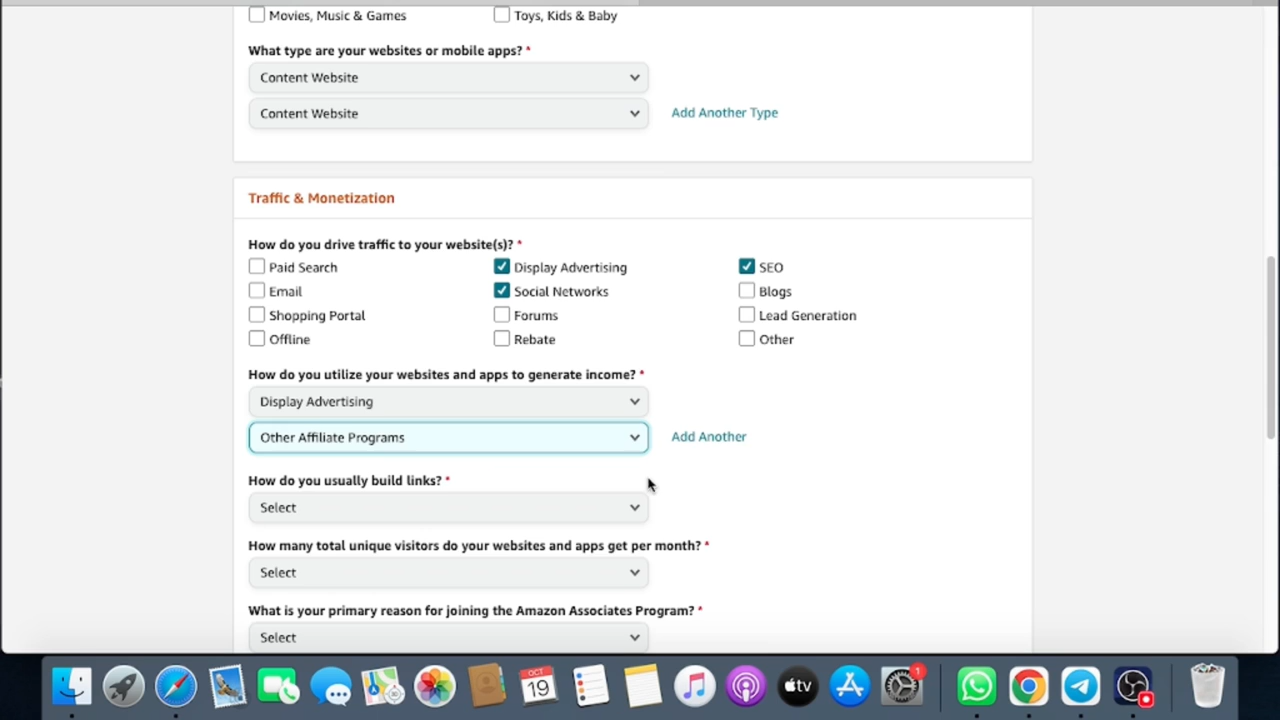 Movies, Music & Games Toys, Kids & Baby
What type are your websites or mobile apps? *
Content Website
Content Website Add Another Type
Traffic & Monetization
How do you drive traffic to your website(s)? *
Paid Search Display Advertising SEO
Email Social Networks Blogs
Shopping Portal Forums Lead Generation
Offline Rebate Other
How do you utilize your websites and apps to generate income? *
Display Advertising
Other Affiliate Programs Add Another
How do you usually build links? *
Select
How many total unique visitors do your websites and apps get per month? *
Select
What is your primary reason for joining the Amazon Associates Program? *
Select
OCT
19
tv
1